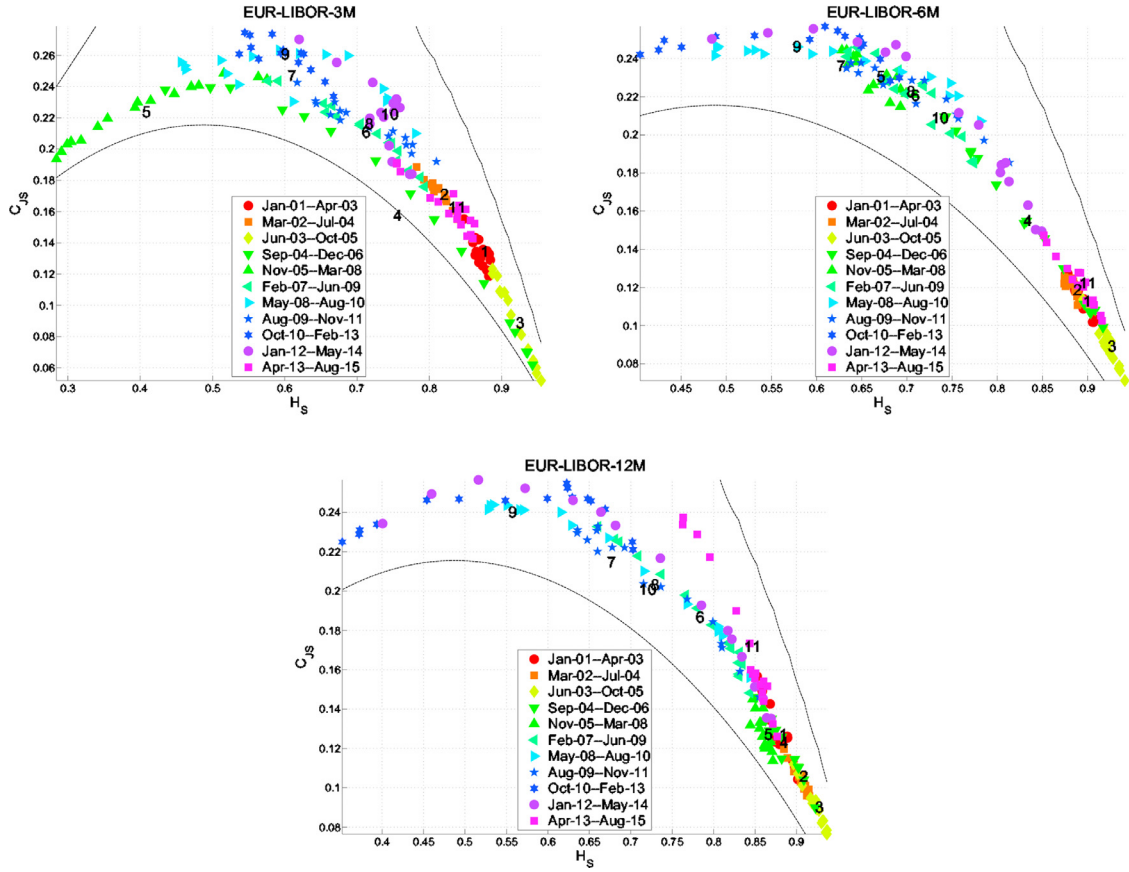 EUR-LIBOR-3M
0.26
0.24
0.22
0.2
0.18
0.16
0.14
0.12
0.1
0.08
0.06
C_JS
9
7
10
8
6
5
2
4
11
1
3
Jan-01--Apr-03
Mar-02--Jul-04
Jun-03--Oct-05
Sep-04--Dec-06
Nov-05--Mar-08
Feb-07--Jun-09
May-08--Aug-10
Aug-09--Nov-11
Oct-10--Feb-13
Jan-12--May-14
Apr-13--Aug-15
0.3 0.4 0.5 0.6 0.7 0.8 0.9
H_S
EUR-LIBOR-6M
0.24
0.22
0.2
0.18
0.16
0.14
0.12
0.1
0.08
C_JS
9
7
5
8
6
10
4
11
2
1
3
Jan-01--Apr-03
Mar-02--Jul-04
Jun-03--Oct-05
Sep-04--Dec-06
Nov-05--Mar-08
Feb-07--Jun-09
May-08--Aug-10
Aug-09--Nov-11
Oct-10--Feb-13
Jan-12--May-14
Apr-13--Aug-15
0.45 0.5 0.55 0.6 0.65 0.7 0.75 0.8 0.85 0.9
H_S
EUR-LIBOR-12M
0.24
0.22
0.2
0.18
0.16
0.14
0.12
0.1
0.08
C_JS
9
7
8
10
6
11
5
1
4
2
3
Jan-01--Apr-03
Mar-02--Jul-04
Jun-03--Oct-05
Sep-04--Dec-06
Nov-05--Mar-08
Feb-07--Jun-09
May-08--Aug-10
Aug-09--Nov-11
Oct-10--Feb-13
Jan-12--May-14
Apr-13--Aug-15
0.4 0.45 0.5 0.55 0.6 0.65 0.7 0.75 0.8 0.85 0.9
H_S